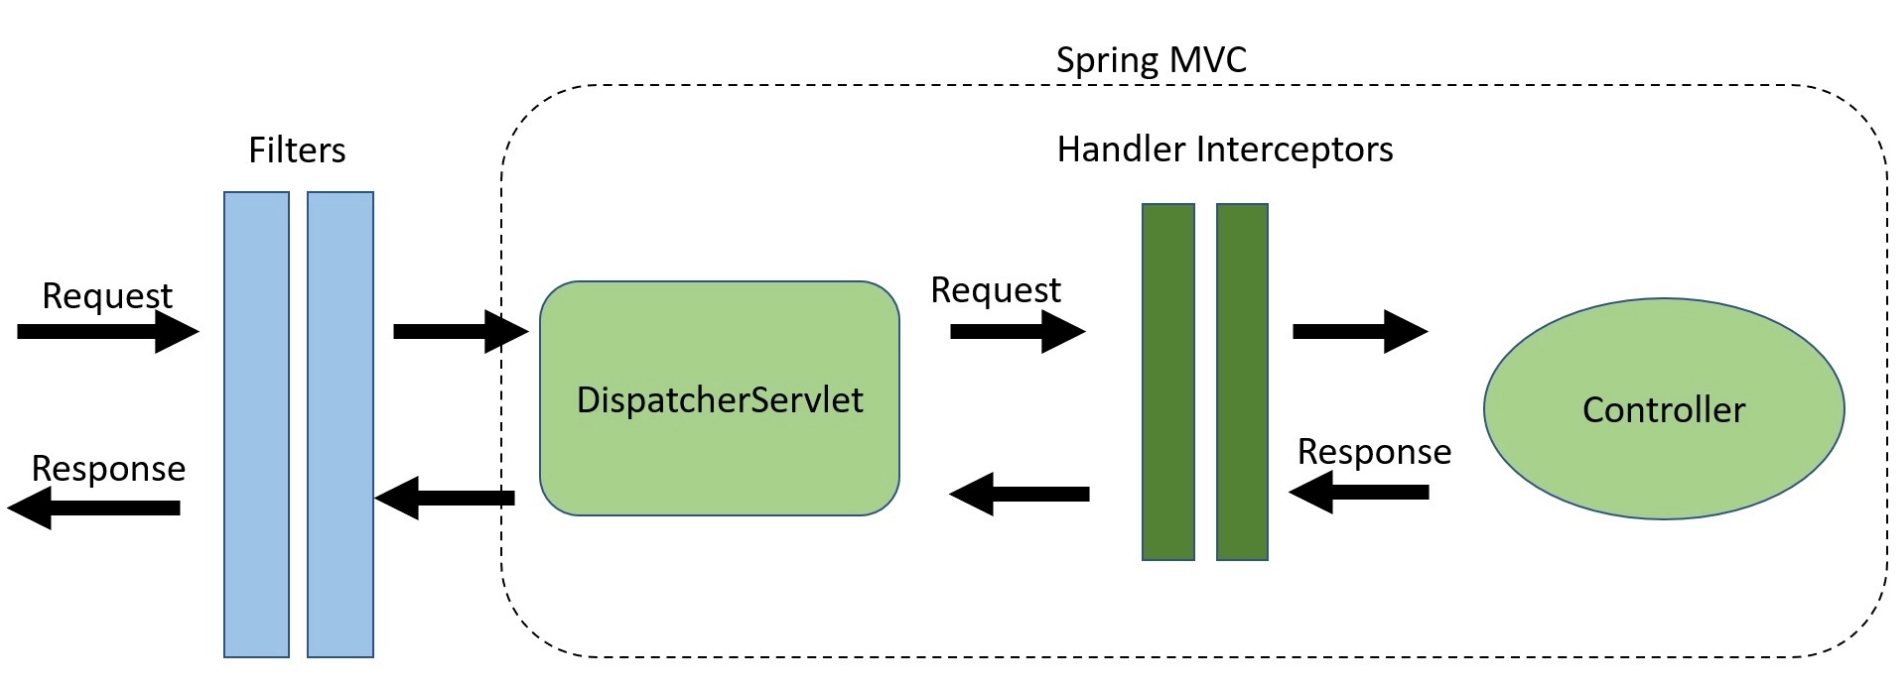 Spring MVC
Filters
Handler Interceptors
Request
Request
DispatcherServlet
Controller
Response
Response